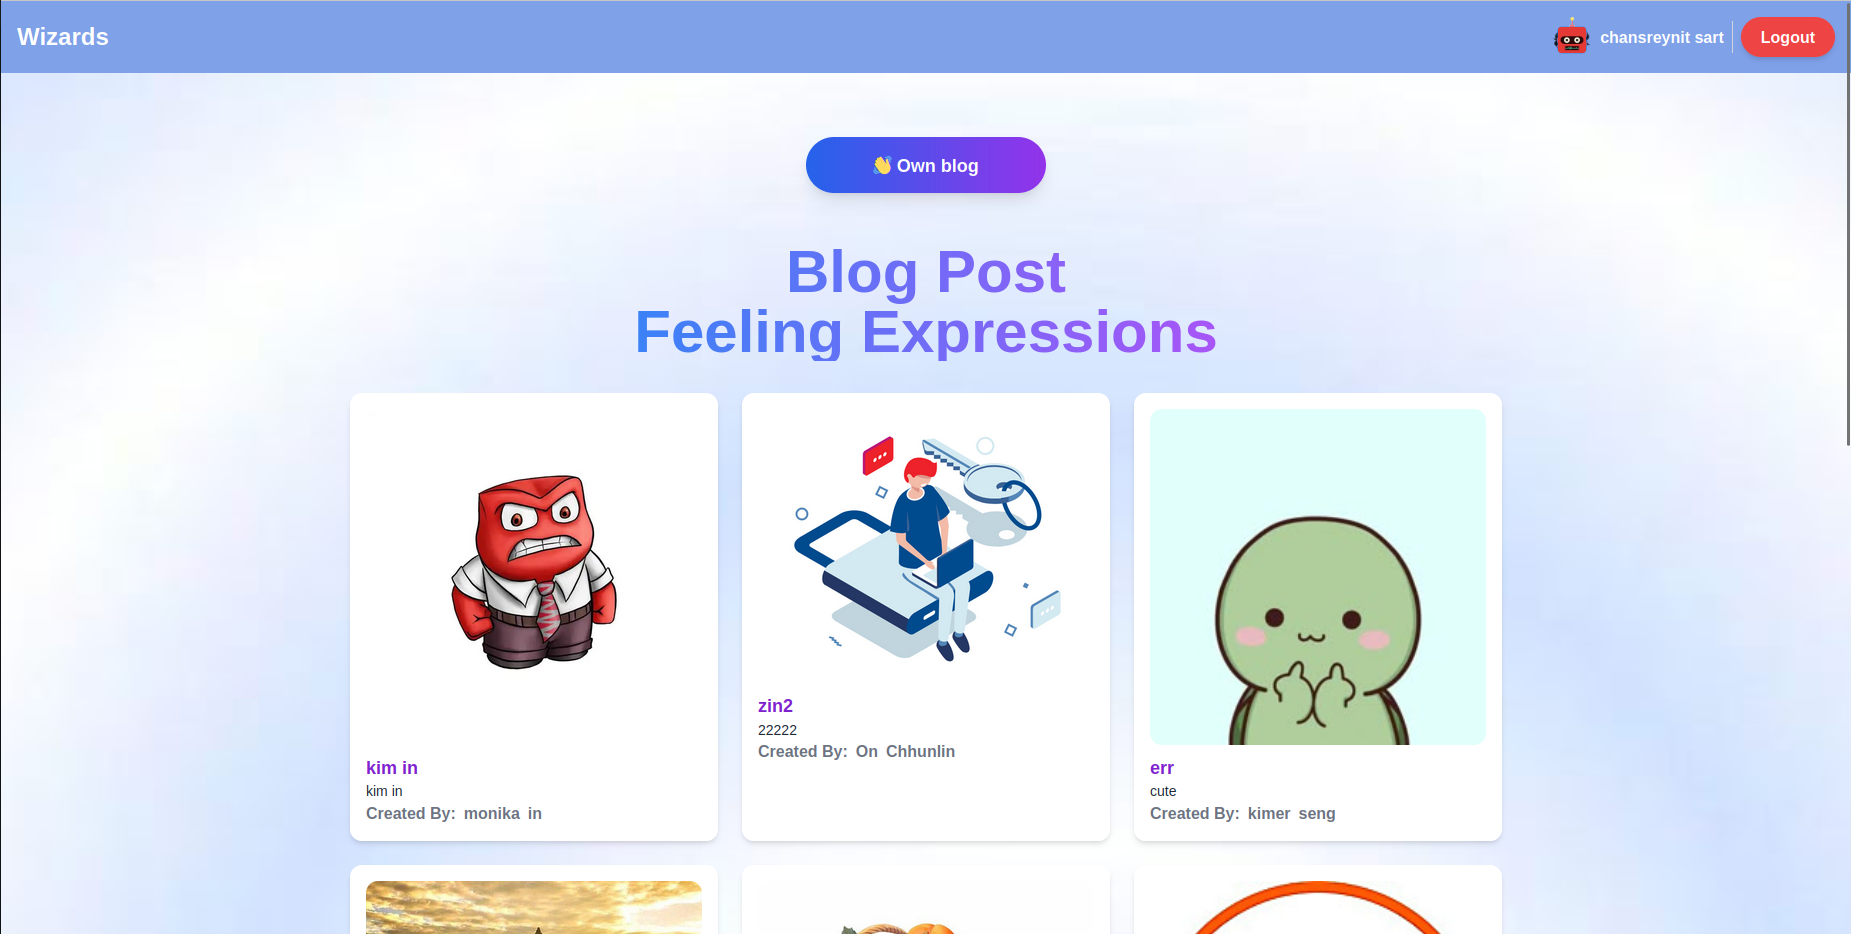 Wizards
chansreynit sart
Logout
👋 Own blog
Blog Post
Feeling Expressions
kim in
kim in
Created By: monika in
zin2
22222
Created By: On Chhunlin
err
cute
Created By: kimer seng